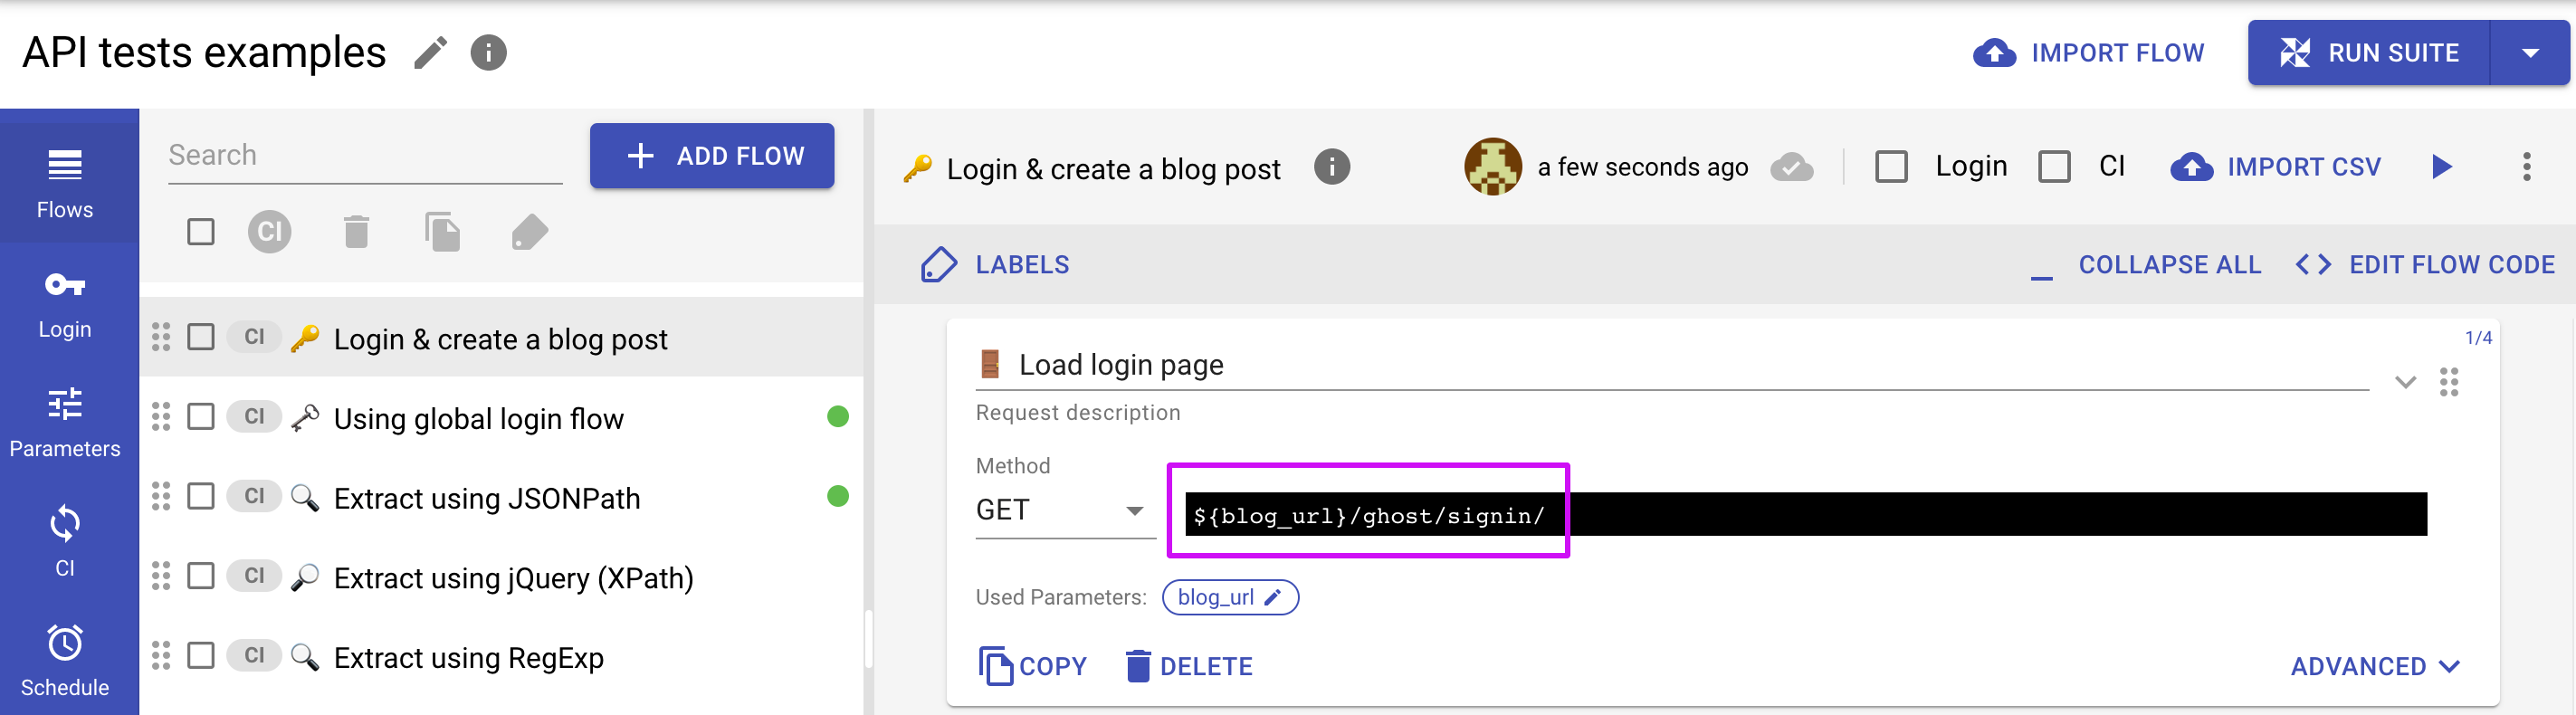 API tests examples
IMPORT FLOW
RUN SUITE
Flows
Login
Parameters
CI
Schedule
Search
ADD FLOW
CI
CI Login & create a blog post
CI Using global login flow
CI Extract using JSONPath
CI Extract using jQuery (XPath)
CI Extract using RegExp
Login & create a blog post
a few seconds ago
Login
CI
IMPORT CSV
LABELS
COLLAPSE ALL
EDIT FLOW CODE
1/4
Load login page
Request description
Method
GET
${blog_url}/ghost/signin/
Used Parameters: blog_url
COPY
DELETE
ADVANCED